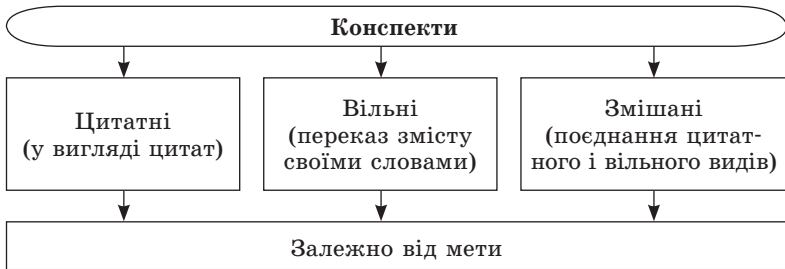 Конспекти
Цитатні
(у вигляді цитат)
Вільні
(переказ змісту
своїми словами)
Змішані
(поєднання цитат-
ного і вільного видів)
Залежно від мети